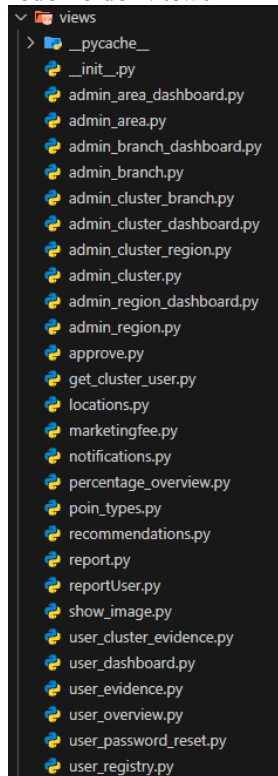 views
__pycache__
__init__.py
admin_area_dashboard.py
admin_area.py
admin_branch_dashboard.py
admin_branch.py
admin_cluster_branch.py
admin_cluster_dashboard.py
admin_cluster_region.py
admin_cluster.py
admin_region_dashboard.py
admin_region.py
approve.py
get_cluster_user.py
locations.py
marketingfee.py
notifications.py
percentage_overview.py
poin_types.py
recommendations.py
report.py
reportUser.py
show_image.py
user_cluster_evidence.py
user_dashboard.py
user_evidence.py
user_overview.py
user_password_reset.py
user_registry.py